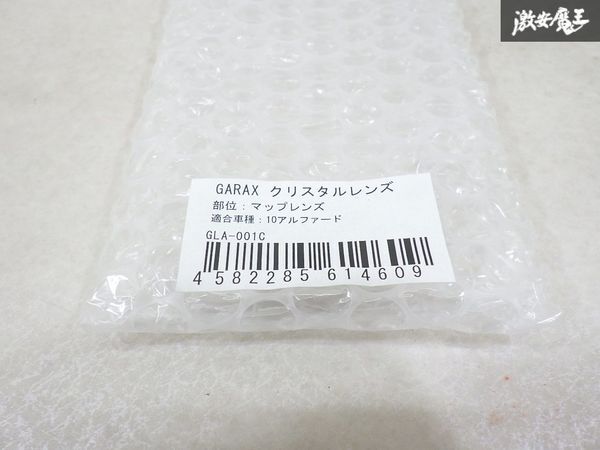 激安魔王
GARAX クリスタルレンズ
部位：マップレンズ
適合車種：10アルファード
GLA-001C
4 582285 614609